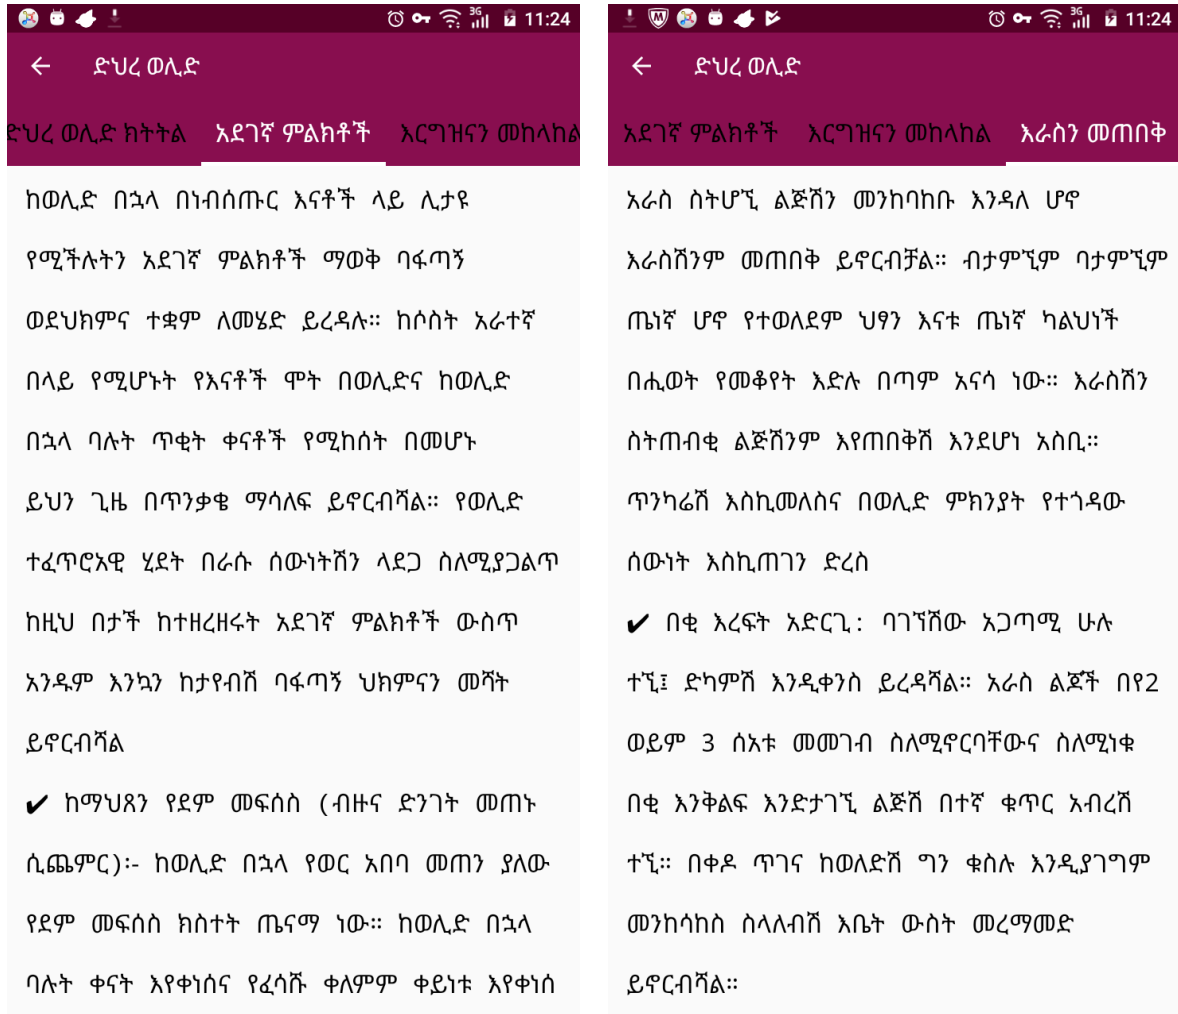 3G 11:24
ድህረ ወሊድ
ድህረ ወሊድ ክትትል አደገኛ ምልክቶች እርግዝናን መከላከል
ከወሊድ በኋላ በነብሰጡር እናቶች ላይ ሊታዩ
የሚችሉትን አደገኛ ምልክቶች ማወቅ ባፋጣኝ
ወደህክምና ተቋም ለመሄድ ይረዳሉ። ከሶስት አራተኛ
በላይ የሚሆኑት የእናቶች ሞት በወሊድና ከወሊድ
በኋላ ባሉት ጥቂት ቀናቶች የሚከሰት በመሆኑ
ይህን ጊዜ በጥንቃቄ ማሳለፍ ይኖርብሻል። የወሊድ
ተፈጥሮአዊ ሂደት በራሱ ሰውነትሽን ላደጋ ስለሚያጋልጥ
ከዚህ በታች ከተዘረዘሩት አደገኛ ምልክቶች ውስጥ
አንዱም እንኳን ከታየብሽ ባፋጣኝ ህክምናን መሻት
ይኖርብሻል
✔ ከማህጸን የደም መፍሰስ (ብዙና ድንገት መጠኑ
ሲጨምር)፡- ከወሊድ በኋላ የወር አበባ መጠን ያለው
የደም መፍሰስ ክስተት ጤናማ ነው። ከወሊድ በኋላ
ባሉት ቀናት እየቀነሰና የፈሳሹ ቀለምም ቀይነቱ እየቀነሰ
3G 11:24
ድህረ ወሊድ
አደገኛ ምልክቶች እርግዝናን መከላከል እራስን መጠበቅ
አራስ ስትሆኚ ልጅሽን መንከባከቡ እንዳለ ሆኖ
እራስሽንም መጠበቅ ይኖርብቻል። ብታምኚም ባታምኚም
ጤነኛ ሆኖ የተወለደም ህፃን እናቱ ጤነኛ ካልህነች
በሒወት የመቆየት እድሉ በጣም አናሳ ነው። እራስሽን
ስትጠብቂ ልጅሽንም እየጠበቅሽ እንደሆነ አስቢ።
ጥንካሬሽ እስኪመለስና በወሊድ ምክንያት የተጎዳው
ሰውነት እስኪጠገን ድረስ
✔ በቂ እረፍት አድርጊ: ባገኘሽው አጋጣሚ ሁሉ
ተኚ፤ ድካምሽ እንዲቀንስ ይረዳሻል። አራስ ልጆች በየ2
ወይም 3 ሰአቱ መመገብ ስለሚኖርባቸውና ስለሚነቁ
በቂ እንቅልፍ እንድታገኚ ልጅሽ በተኛ ቁጥር አብረሽ
ተኚ። በቀዶ ጥገና ከወለድሽ ግን ቁስሉ እንዲያገግም
መንከሳከስ ስላለብሽ እቤት ውስት መረማመድ
ይኖርብሻል።